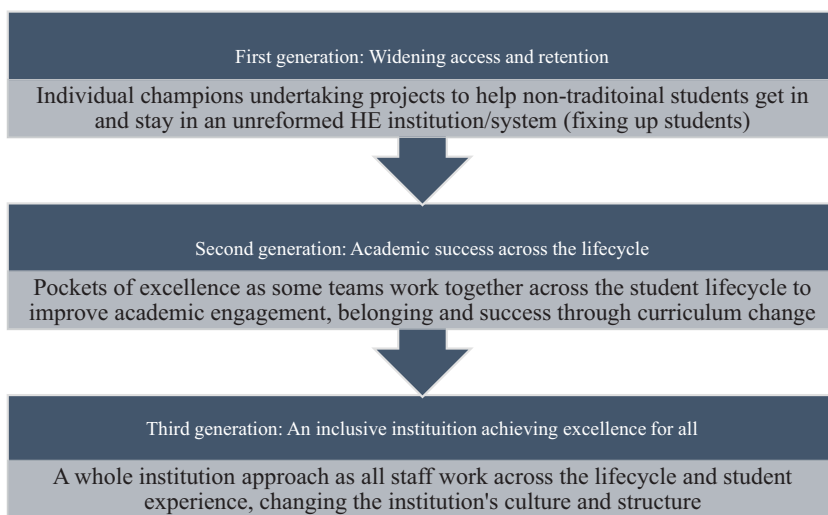 First generation: Widening access and retention
Individual champions undertaking projects to help non-traditoinal students get in
and stay in an unreformed HE institution/system (fixing up students)
Second generation: Academic success across the lifecycle
Pockets of excellence as some teams work together across the student lifecycle to
improve academic engagement, belonging and success through curriculum change
Third generation: An inclusive instituition achieving excellence for all
A whole institution approach as all staff work across the lifecycle and student
experience, changing the institution's culture and structure